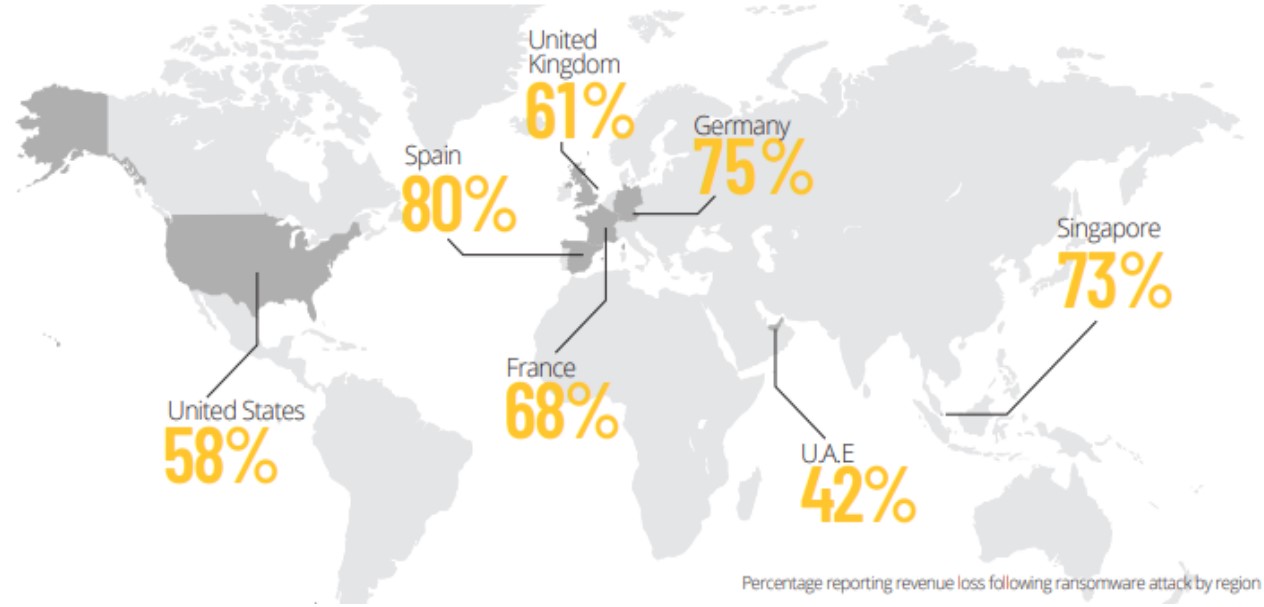 United
Kingdom
61%
Germany
75%
Spain
80%
Singapore
73%
France
68%
United States
58%
U.A.E
42%
Percentage reporting revenue loss following ransomware attack by region